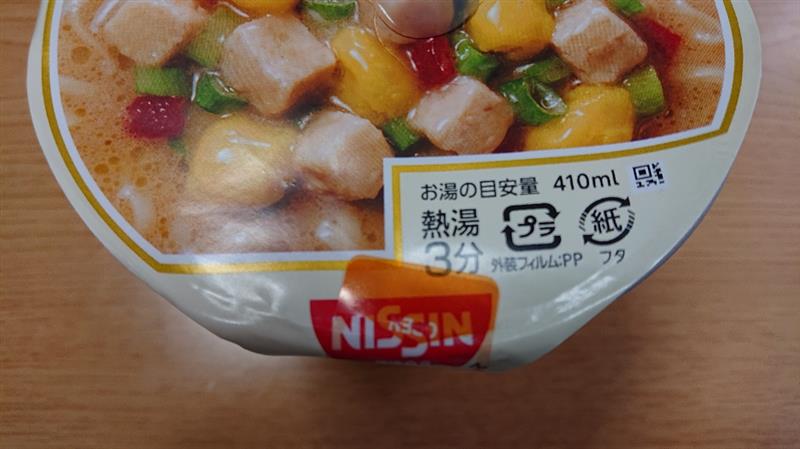 お湯の目安量 410ml
熱湯
3分
プラ
外装フィルム:PP
紙
フタ
NISSIN